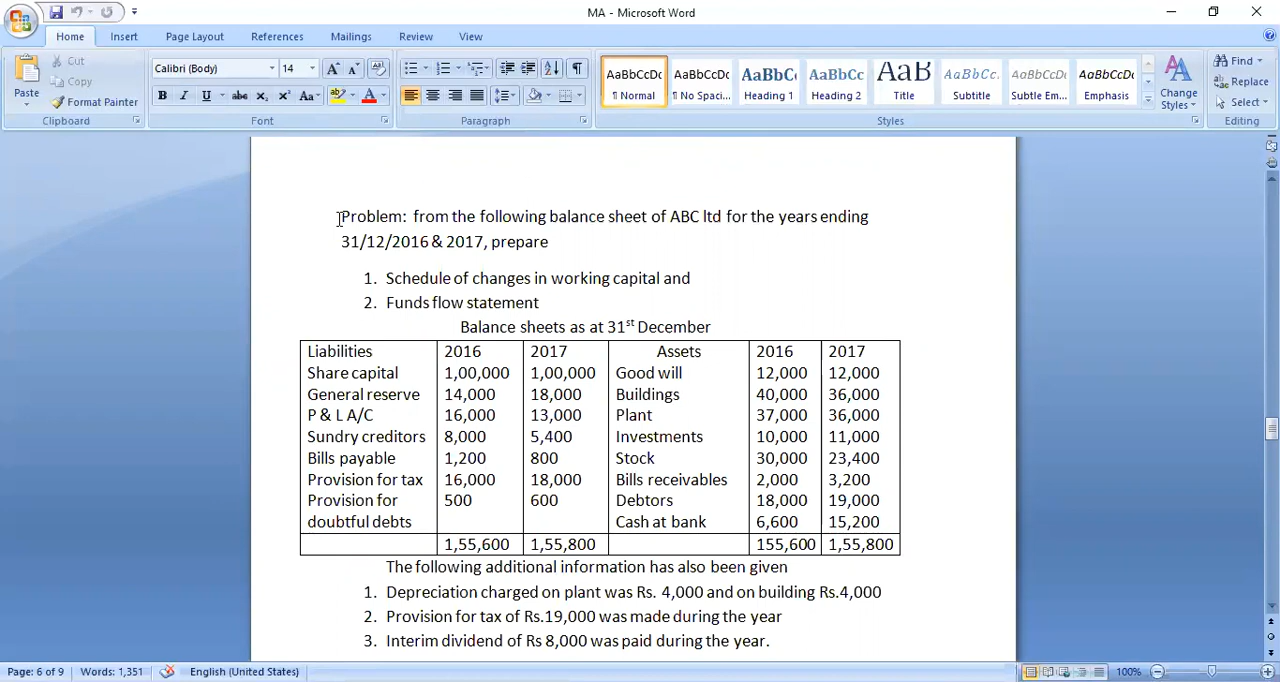 MA - Microsoft Word
Home Insert Page Layout References Mailings Review View
Paste
Cut
Copy
Format Painter
Clipboard
Calibri (Body) 14
Font
Paragraph
AaBbCcDc AaBbCcDc AaBbC( AaBbCc AaB AaBbCc. AaBbCcDc AaBbCcDc
¶ Normal ¶ No Spaci... Heading 1 Heading 2 Title Subtitle Subtle Em... Emphasis
Styles
Change Styles
Find
Replace
Select
Editing
Problem: from the following balance sheet of ABC ltd for the years ending
31/12/2016 & 2017, prepare
1. Schedule of changes in working capital and
2. Funds flow statement
Balance sheets as at 31st December
Liabilities 2016 2017 Assets 2016 2017
Share capital 1,00,000 1,00,000 Good will 12,000 12,000
General reserve 14,000 18,000 Buildings 40,000 36,000
P & L A/C 16,000 13,000 Plant 37,000 36,000
Sundry creditors 8,000 5,400 Investments 10,000 11,000
Bills payable 1,200 800 Stock 30,000 23,400
Provision for tax 16,000 18,000 Bills receivables 2,000 3,200
Provision for 500 600 Debtors 18,000 19,000
doubtful debts Cash at bank 6,600 15,200
1,55,600 1,55,800 155,600 1,55,800
The following additional information has also been given
1. Depreciation charged on plant was Rs. 4,000 and on building Rs.4,000
2. Provision for tax of Rs.19,000 was made during the year
3. Interim dividend of Rs 8,000 was paid during the year.
Page: 6 of 9 Words: 1,351 English (United States) 100%